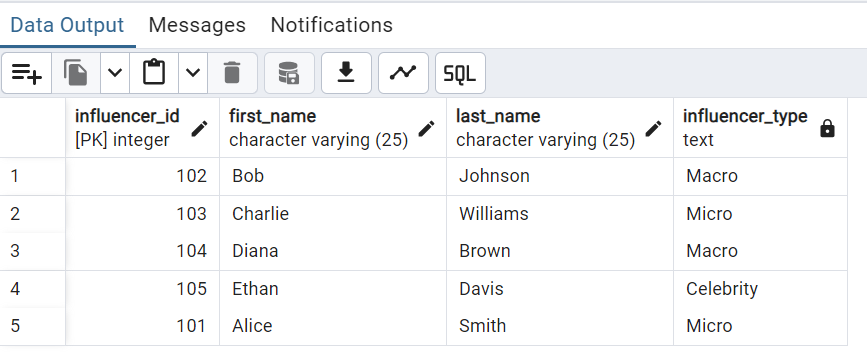 Data Output Messages Notifications
SQL
influencer_id first_name last_name influencer_type
[PK] integer character varying (25) character varying (25) text
1 102 Bob Johnson Macro
2 103 Charlie Williams Micro
3 104 Diana Brown Macro
4 105 Ethan Davis Celebrity
5 101 Alice Smith Micro